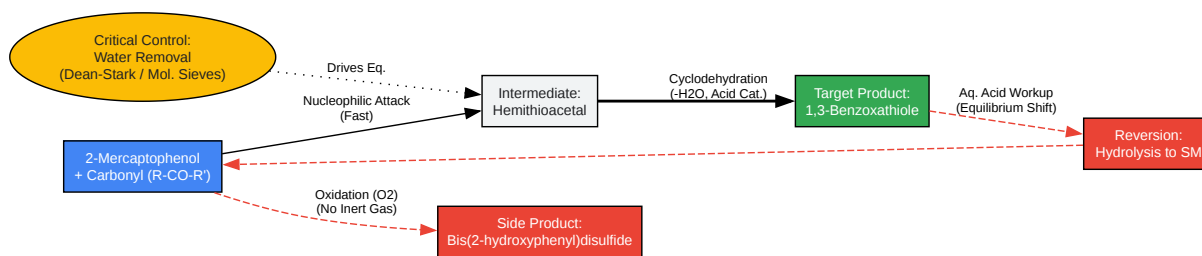 Critical Control:
Water Removal
(Dean-Stark / Mol. Sieves)
Drives Eq.
Nucleophilic Attack
(Fast)
Intermediate:
Hemithioacetal
Cyclodehydration
(-H2O, Acid Cat.)
Target Product:
1,3-Benzoxathiole
Aq. Acid Workup
(Equilibrium Shift)
Reversion:
Hydrolysis to SM
2-Mercaptophenol
+ Carbonyl (R-CO-R')
Oxidation (O2)
(No Inert Gas)
Side Product:
Bis(2-hydroxyphenyl)disulfide